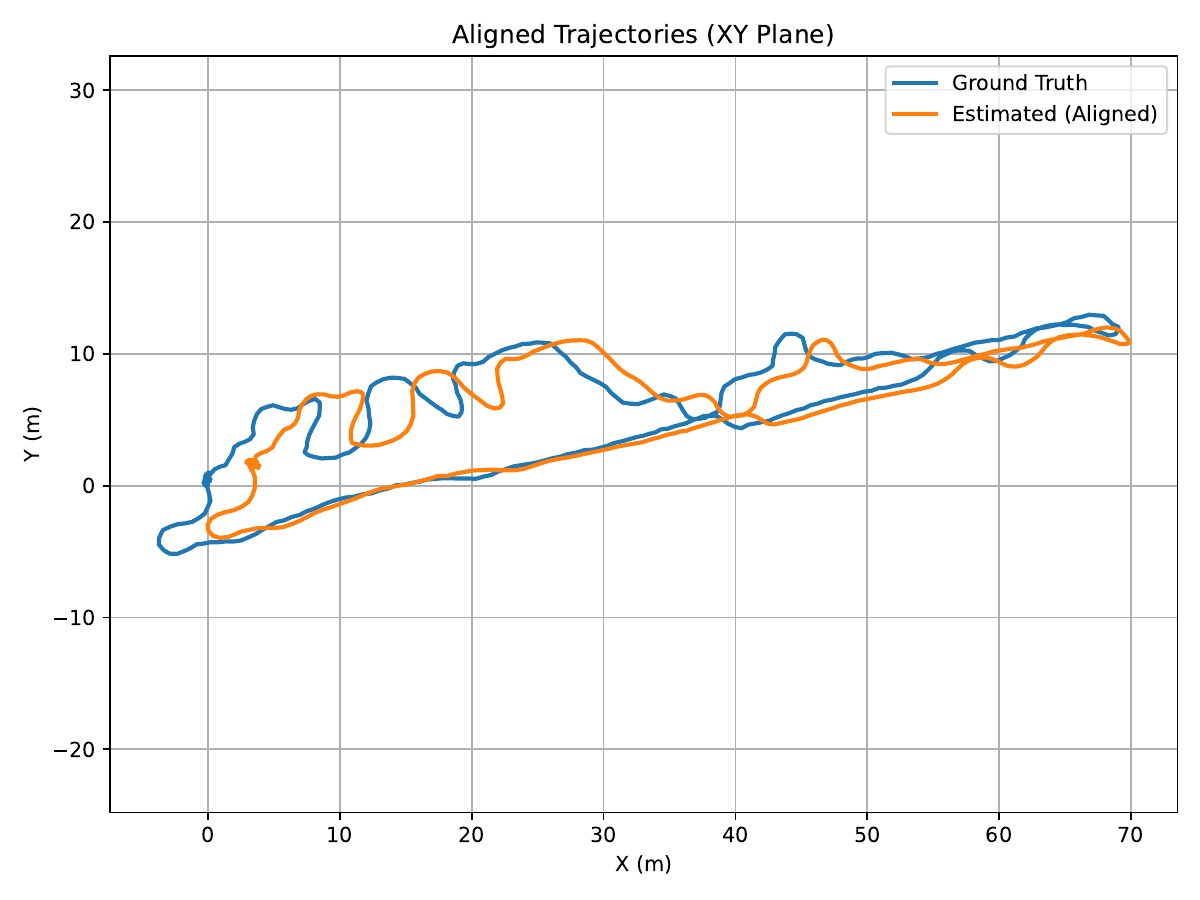 Aligned Trajectories (XY Plane)
Ground Truth
Estimated (Aligned)
30
20
10
0
−10
−20
Y (m)
0 10 20 30 40 50 60 70
X (m)